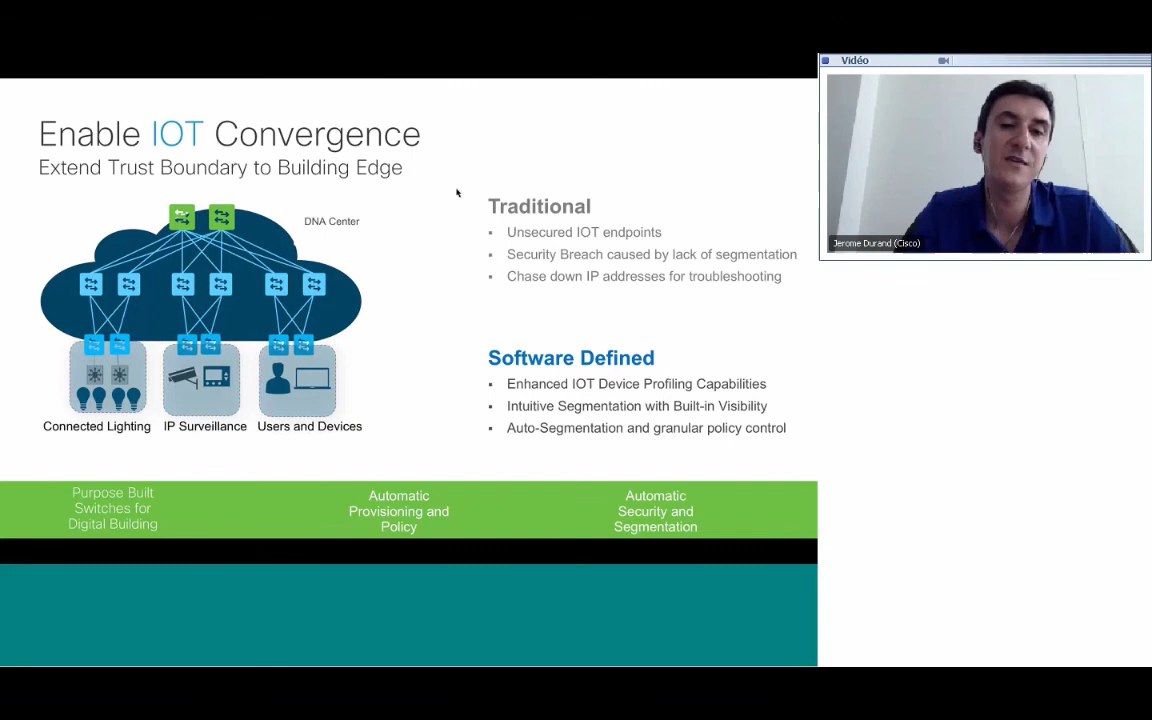 Vidéo
Jerome Durand (Cisco)
Enable IOT Convergence
Extend Trust Boundary to Building Edge
DNA Center
Connected Lighting
IP Surveillance
Users and Devices
Traditional
Unsecured IOT endpoints
Security Breach caused by lack of segmentation
Chase down IP addresses for troubleshooting
Software Defined
Enhanced IOT Device Profiling Capabilities
Intuitive Segmentation with Built-in Visibility
Auto-Segmentation and granular policy control
Purpose Built
Switches for
Digital Building
Automatic
Provisioning and
Policy
Automatic
Security and
Segmentation